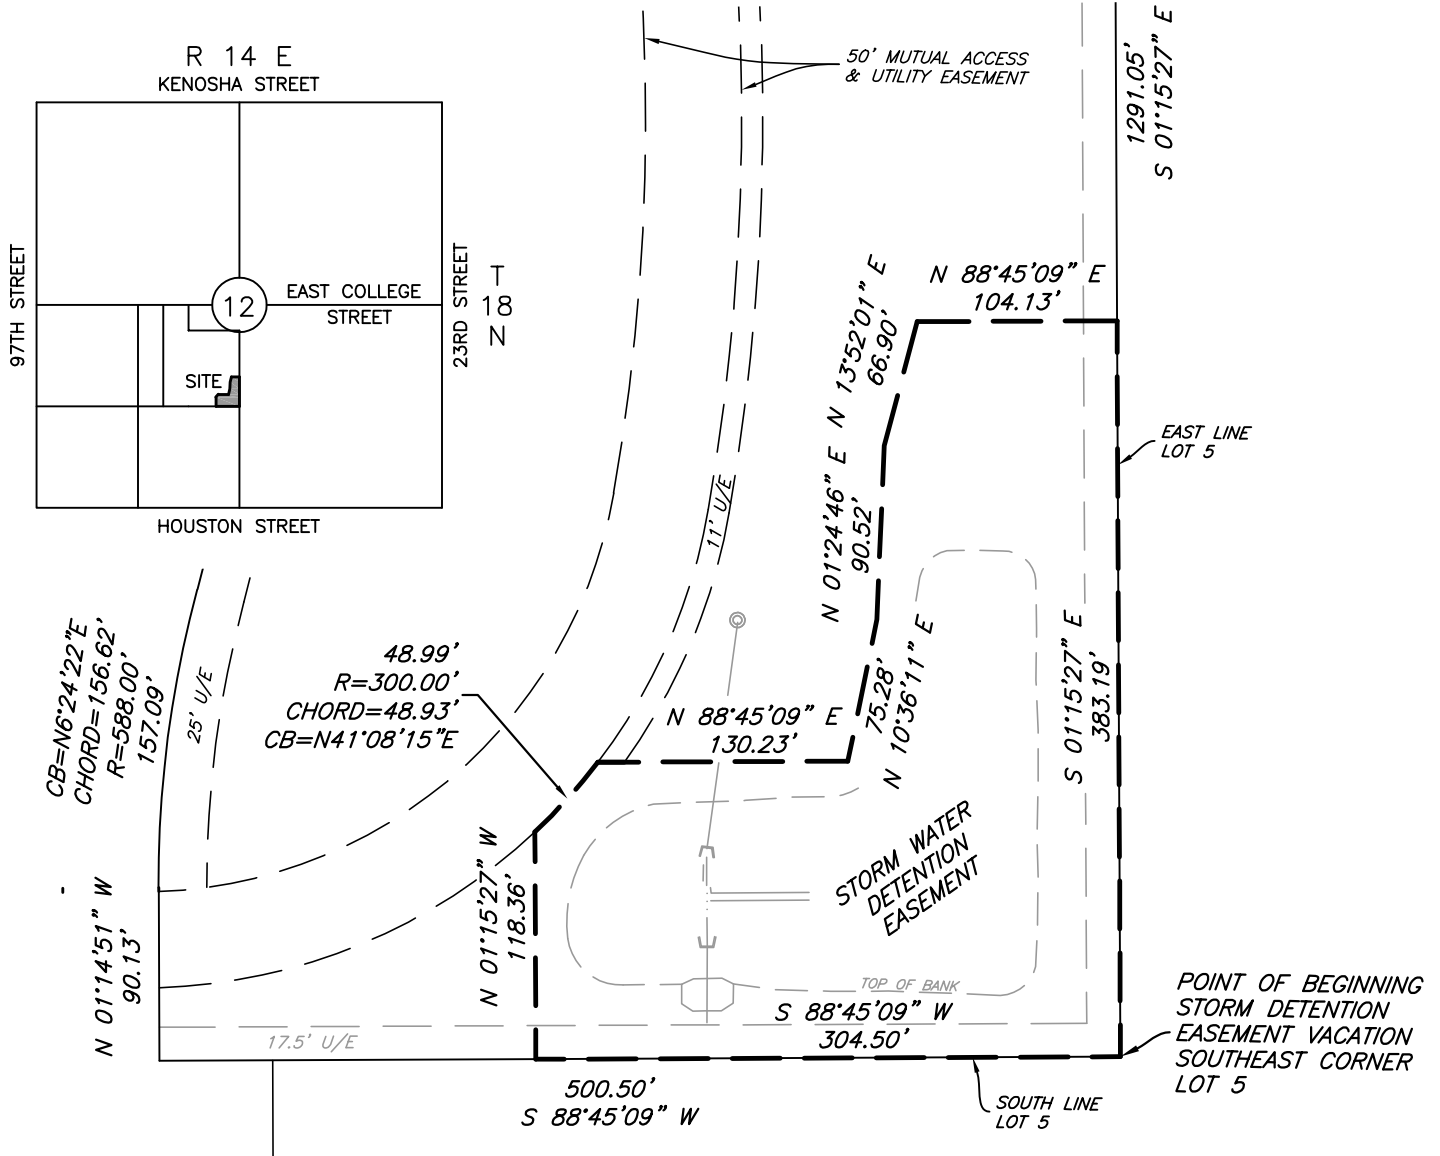 R 14 E
KENOSHA STREET
97TH STREET
12
EAST COLLEGE
STREET
23RD STREET
T
18
N
SITE
HOUSTON STREET
50' MUTUAL ACCESS
& UTILITY EASEMENT
1291.05'
S 01°15'27" E
N 88°45'09" E
104.13'
N 13°52'01" E
66.90'
EAST LINE
LOT 5
N 01°24'46" E
90.52'
11' U/E
CB=N6°24'22"E
CHORD=156.62'
R=588.00'
157.09'
25' U/E
48.99'
R=300.00'
CHORD=48.93'
CB=N41°08'15"E
N 88°45'09" E
130.23'
75.28'
N 10°36'11" E
S 01°15'27" E
383.19'
STORM WATER
DETENTION
EASEMENT
N 01°15'27" W
118.36'
N 01°14'51" W
90.13'
TOP OF BANK
S 88°45'09" W
304.50'
17.5' U/E
POINT OF BEGINNING
STORM DETENTION
EASEMENT VACATION
SOUTHEAST CORNER
LOT 5
500.50'
S 88°45'09" W
SOUTH LINE
LOT 5